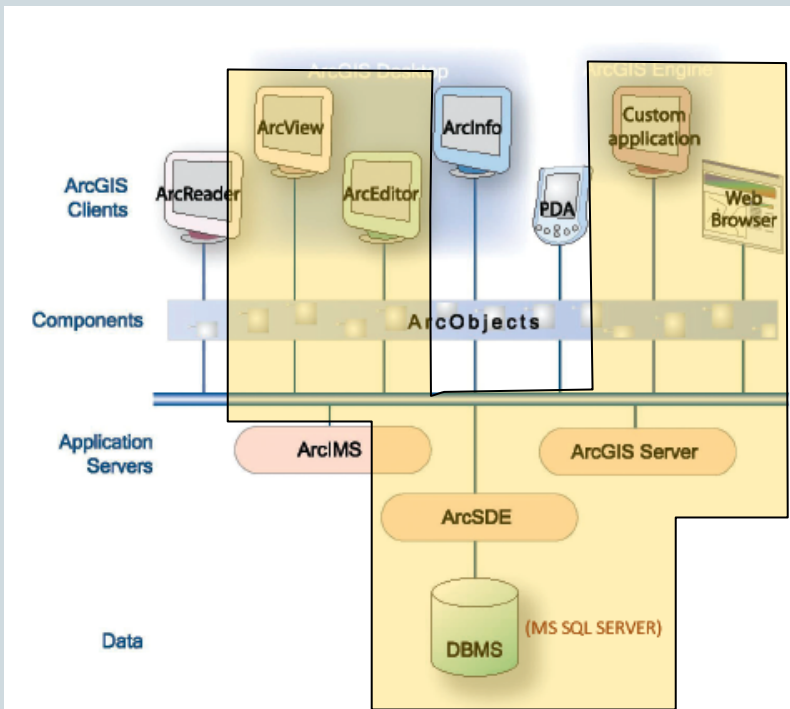 ArcGIS Desktop
ArcGIS Engine
ArcView
ArcInfo
Custom
application
ArcGIS
Clients
ArcReader
ArcEditor
PDA
Web
Browser
Components
ArcObjects
Application
Servers
ArcIMS
ArcGIS Server
ArcSDE
Data
DBMS
(MS SQL SERVER)